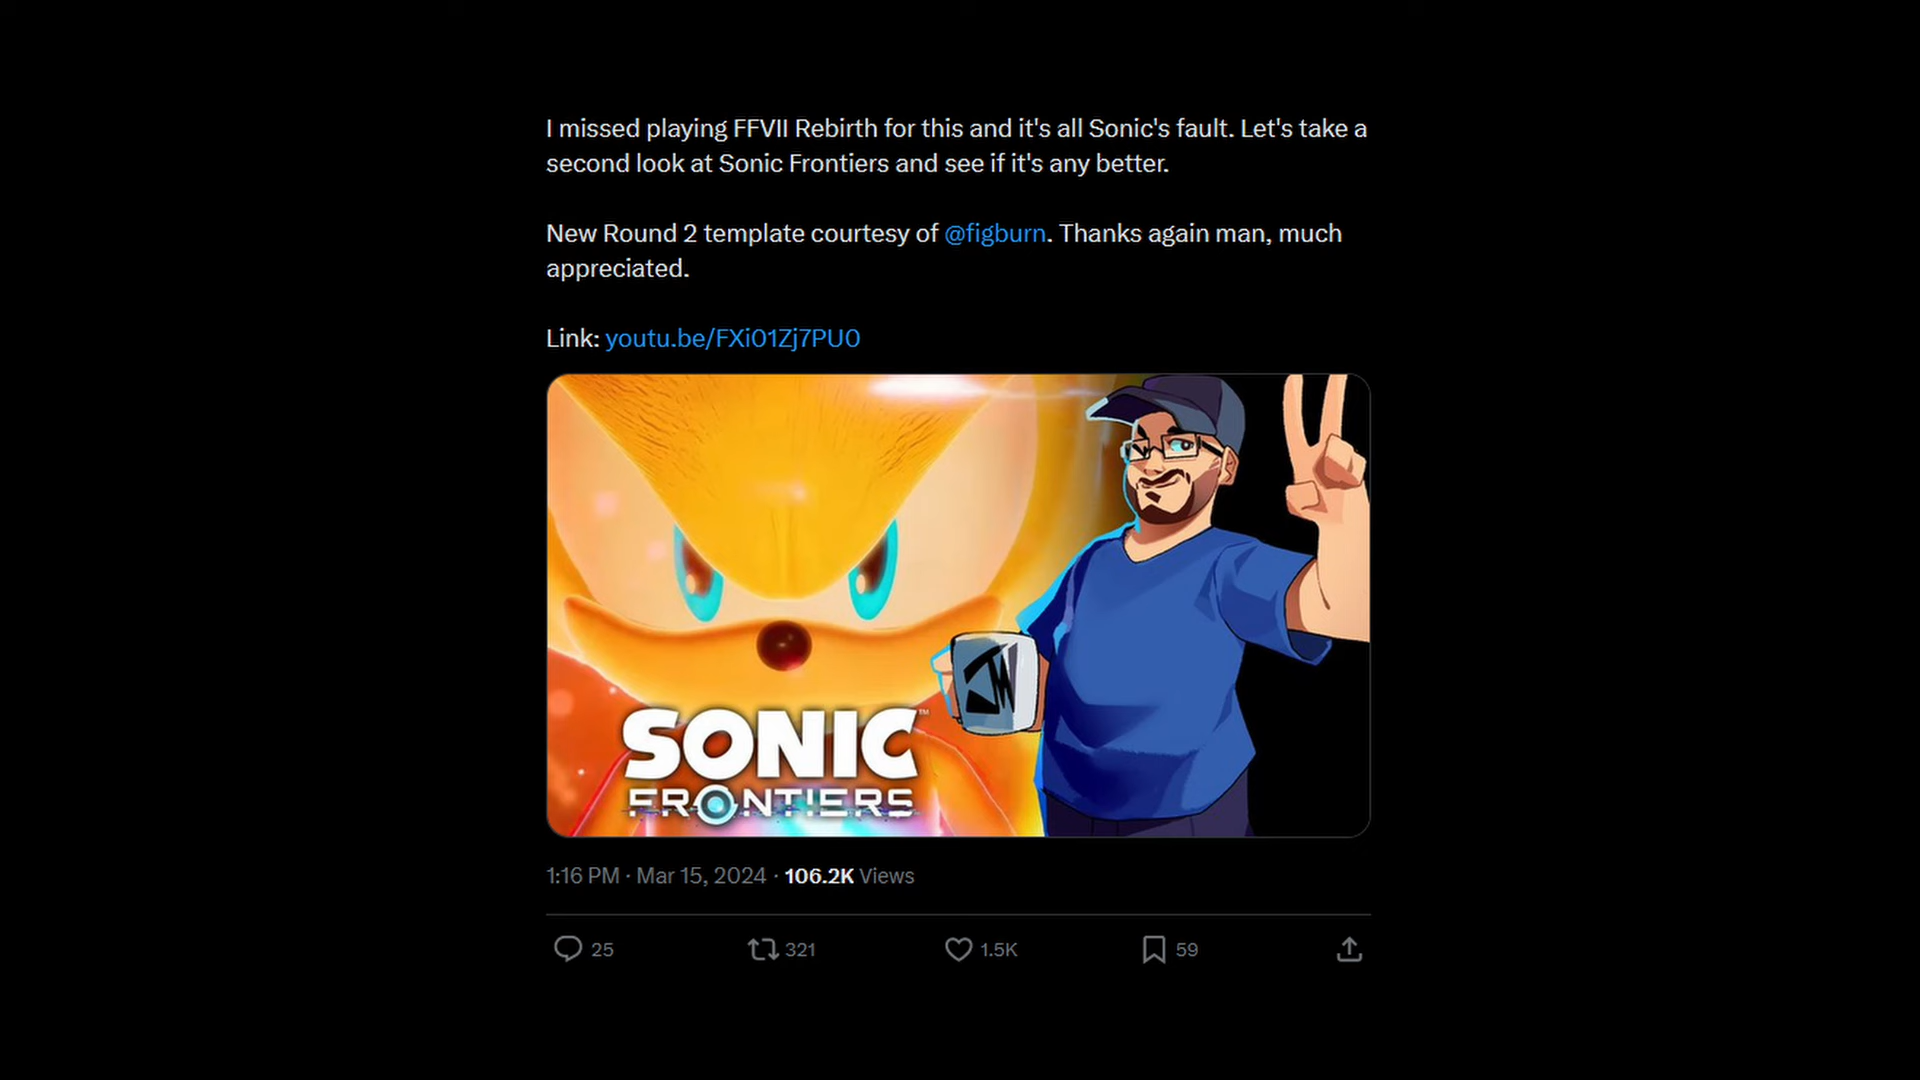 I missed playing FFVII Rebirth for this and it's all Sonic's fault. Let's take a
second look at Sonic Frontiers and see if it's any better.
New Round 2 template courtesy of @figburn. Thanks again man, much
appreciated.
Link: youtu.be/FXi01Zj7PU0
SONIC™
FRONTIERS
1:16 PM · Mar 15, 2024 · 106.2K Views
25 321 1.5K 59